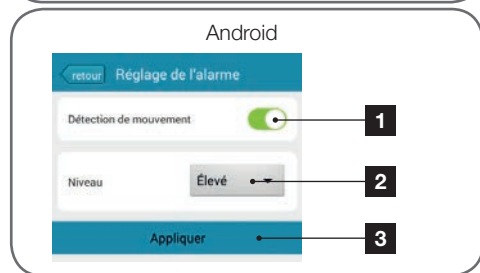 Android
retour Réglage de l'alarme
Détection de mouvement
1
Niveau Élevé
2
Appliquer
3